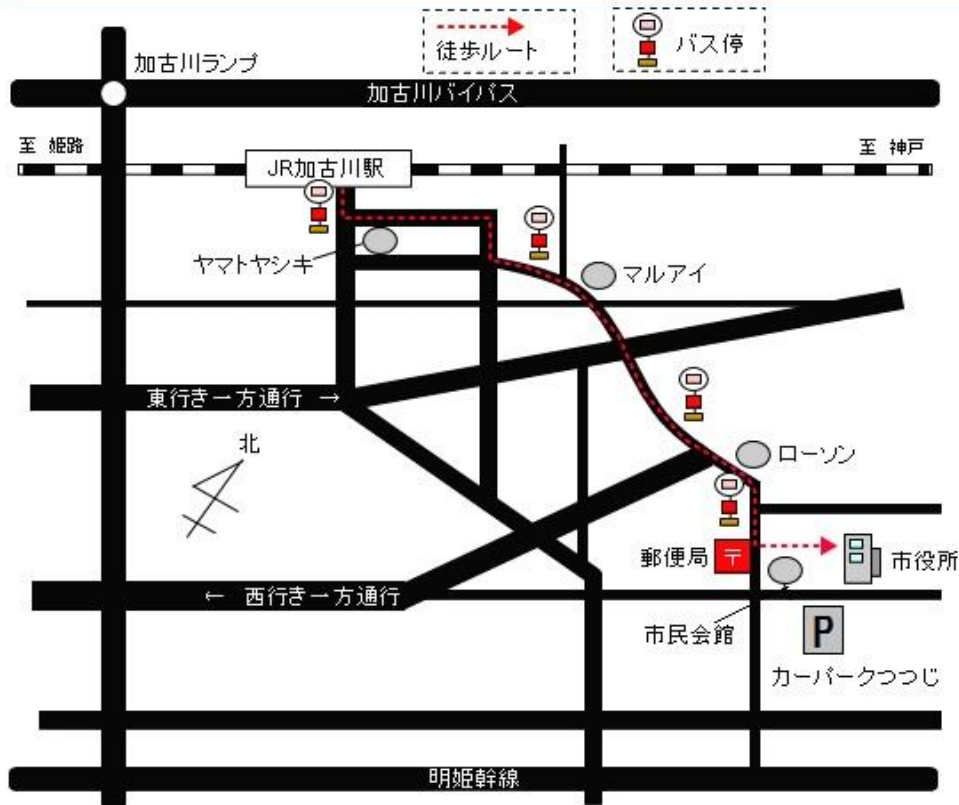 加古川ランプ
徒歩ルート
バス停
加古川バイパス
至 姫路
JR加古川駅
至 神戸
ヤマトヤシキ
マルアイ
東行き一方通行 →
北
ローソン
郵便局
〒
市役所
← 西行き一方通行
市民会館
P
カーパークつつじ
明姫幹線